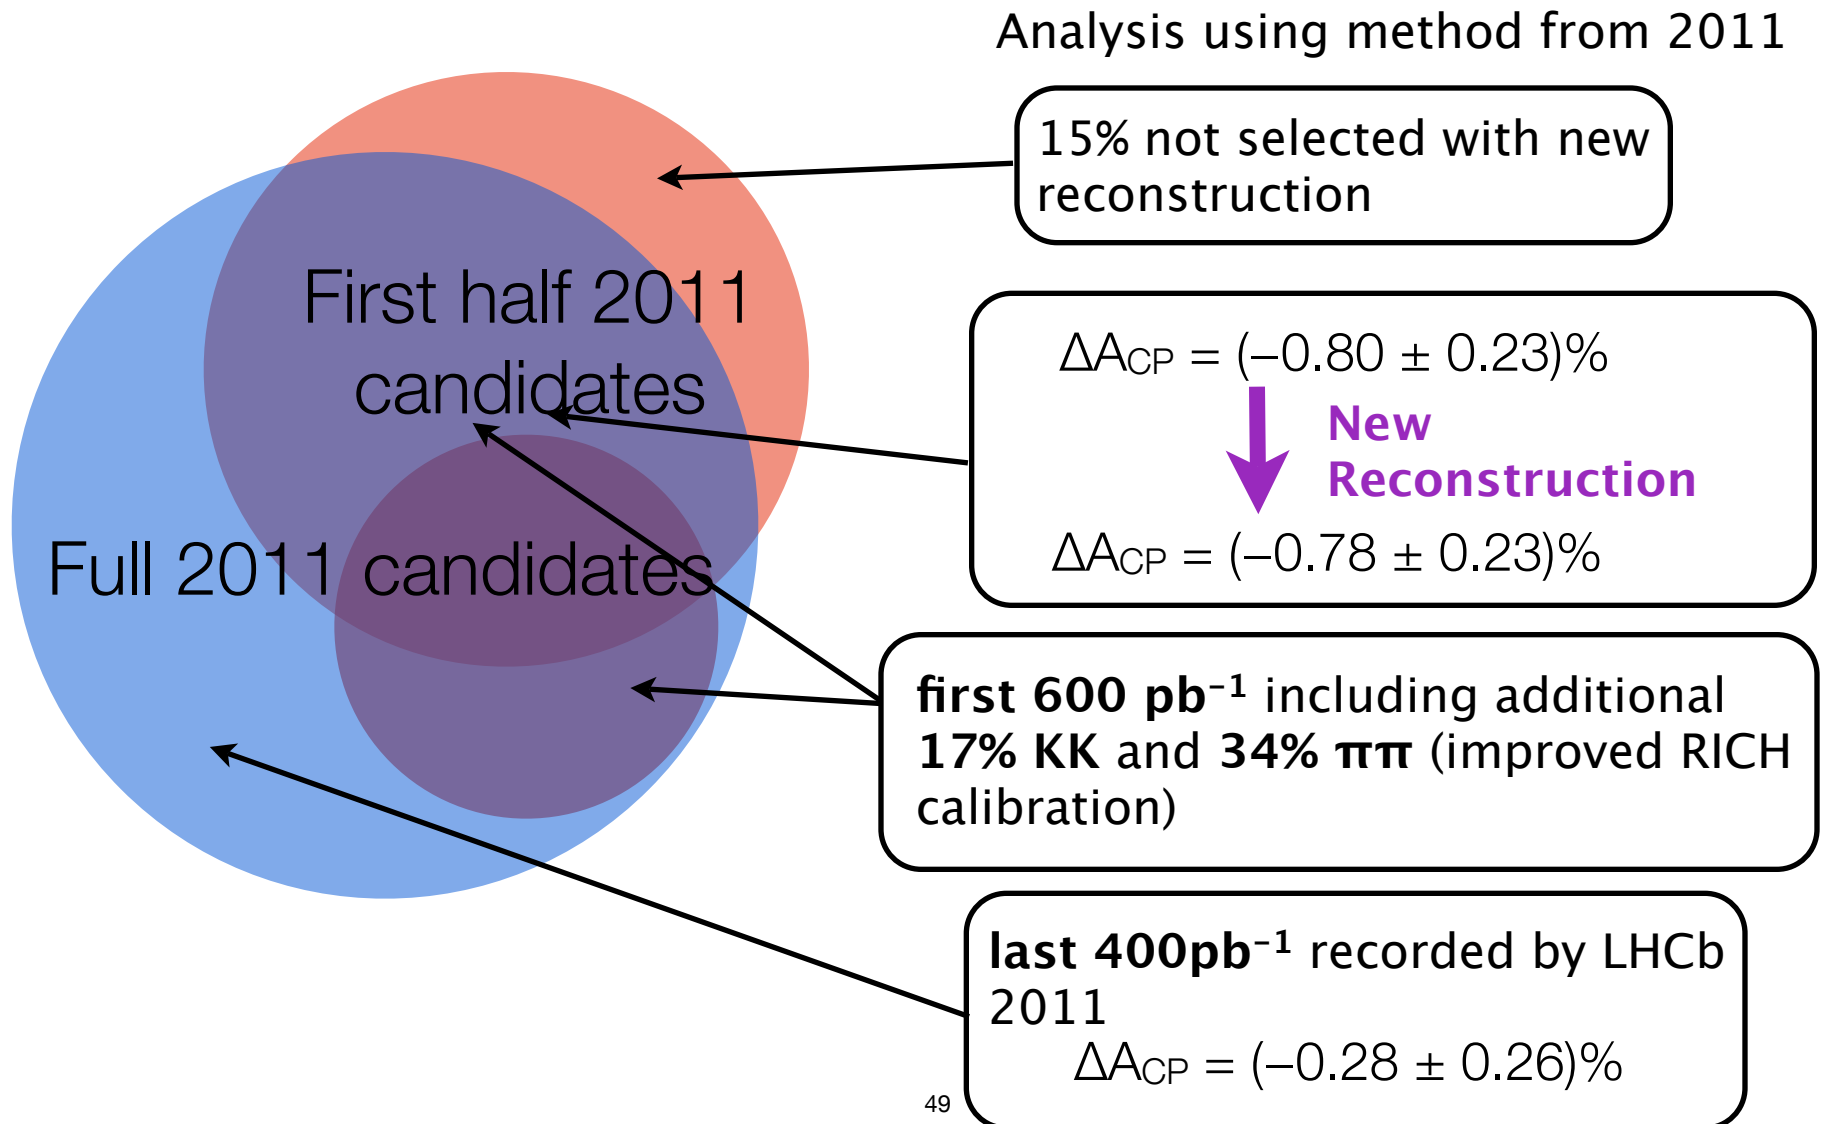 Analysis using method from 2011
15% not selected with new
reconstruction
First half 2011
candidates
ΔACP = (–0.80 ± 0.23)%
New
Reconstruction
ΔACP = (–0.78 ± 0.23)%
Full 2011 candidates
first 600 pb⁻¹ including additional
17% KK and 34% ππ (improved RICH
calibration)
last 400pb⁻¹ recorded by LHCb
2011
ΔACP = (–0.28 ± 0.26)%
49